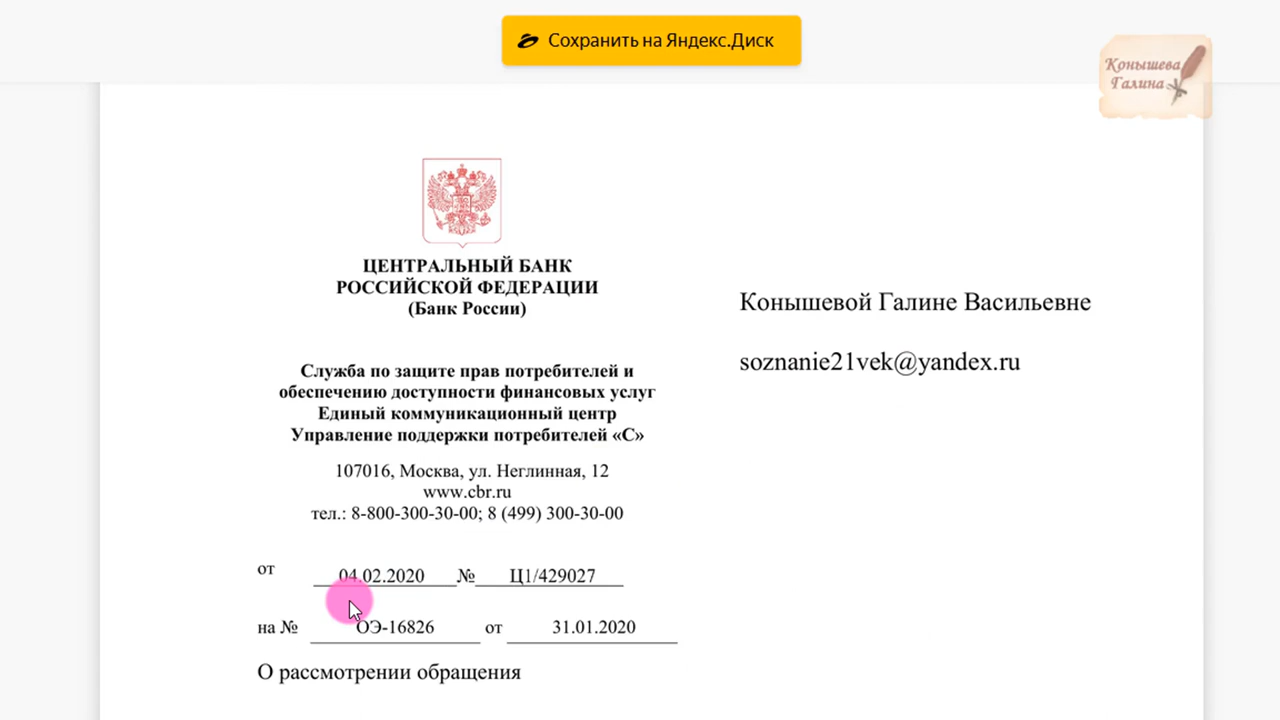 Сохранить на Яндекс.Диск
Конышева
Галина
ЦЕНТРАЛЬНЫЙ БАНК
РОССИЙСКОЙ ФЕДЕРАЦИИ
(Банк России)
Служба по защите прав потребителей и
обеспечению доступности финансовых услуг
Единый коммуникационный центр
Управление поддержки потребителей «С»
107016, Москва, ул. Неглинная, 12
www.cbr.ru
тел.: 8-800-300-30-00; 8 (499) 300-30-00
от 04.02.2020 № Ц1/429027
на № ОЭ-16826 от 31.01.2020
О рассмотрении обращения
Конышевой Галине Васильевне
soznanie21vek@yandex.ru